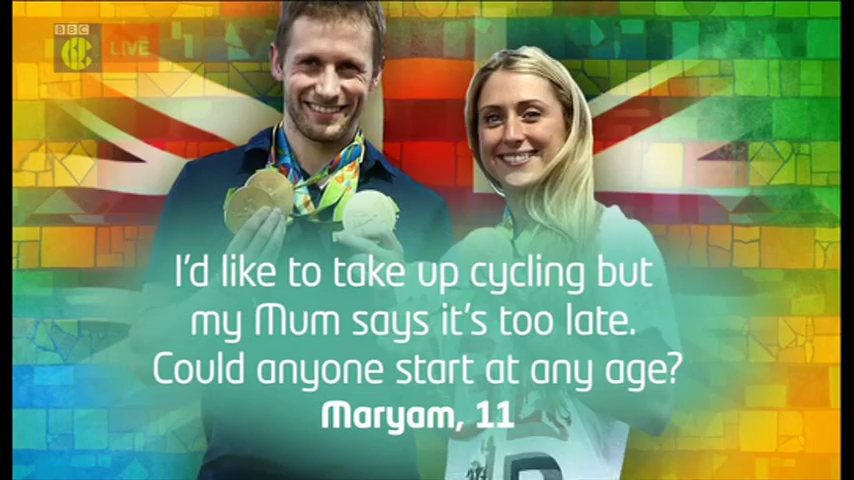 BBC
LIVE
I'd like to take up cycling but
my Mum says it's too late.
Could anyone start at any age?
Maryam, 11